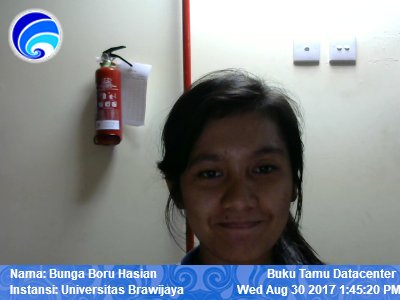 Nama: Bunga Boru Hasian
Buku Tamu Datacenter
Instansi: Universitas Brawijaya
Wed Aug 30 2017 1:45:20 PM